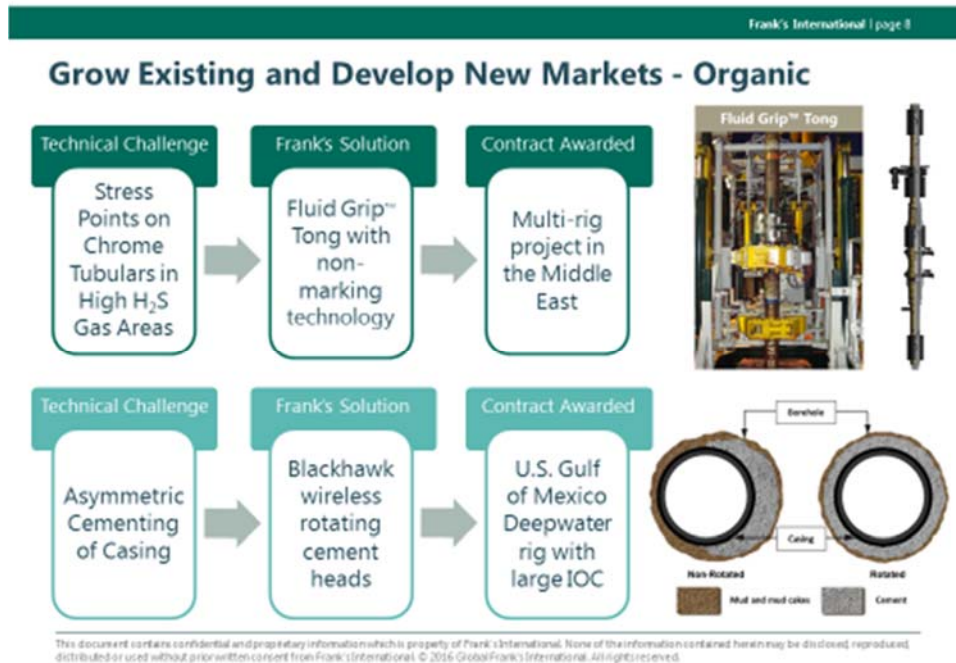 Frank's International | page 8
Grow Existing and Develop New Markets - Organic
Technical Challenge
Stress
Points on
Chrome
Tubulars in
High H₂S
Gas Areas
Frank's Solution
Fluid Grip™
Tong with
non-
marking
technology
Contract Awarded
Multi-rig
project in
the Middle
East
Fluid Grip™ Tong
Technical Challenge
Asymmetric
Cementing
of Casing
Frank's Solution
Blackhawk
wireless
rotating
cement
heads
Contract Awarded
U.S. Gulf
of Mexico
Deepwater
rig with
large IOC
Borehole
Casing
Non-Rotated
Rotated
Mud and mud cakes
Cement
This document contains confidential and proprietary information which is property of Frank's International. None of the information contained herein may be disclosed, reproduced,
distributed or used without prior written consent from Frank's International. © 2016 Global Frank's International. All rights reserved.